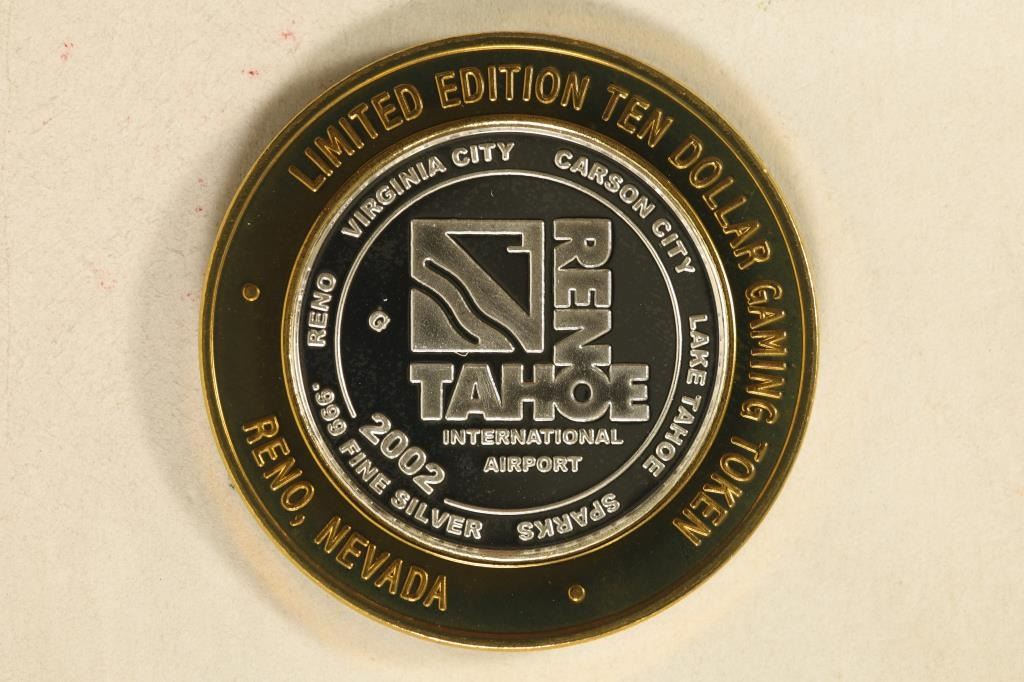 LIMITED EDITION TEN DOLLAR GAMING TOKEN
RENO, NEVADA
RENO
VIRGINIA CITY
CARSON CITY
LAKE TAHOE
SPARKS
.999 FINE SILVER
2002
G
RENO
TAHOE
INTERNATIONAL
AIRPORT